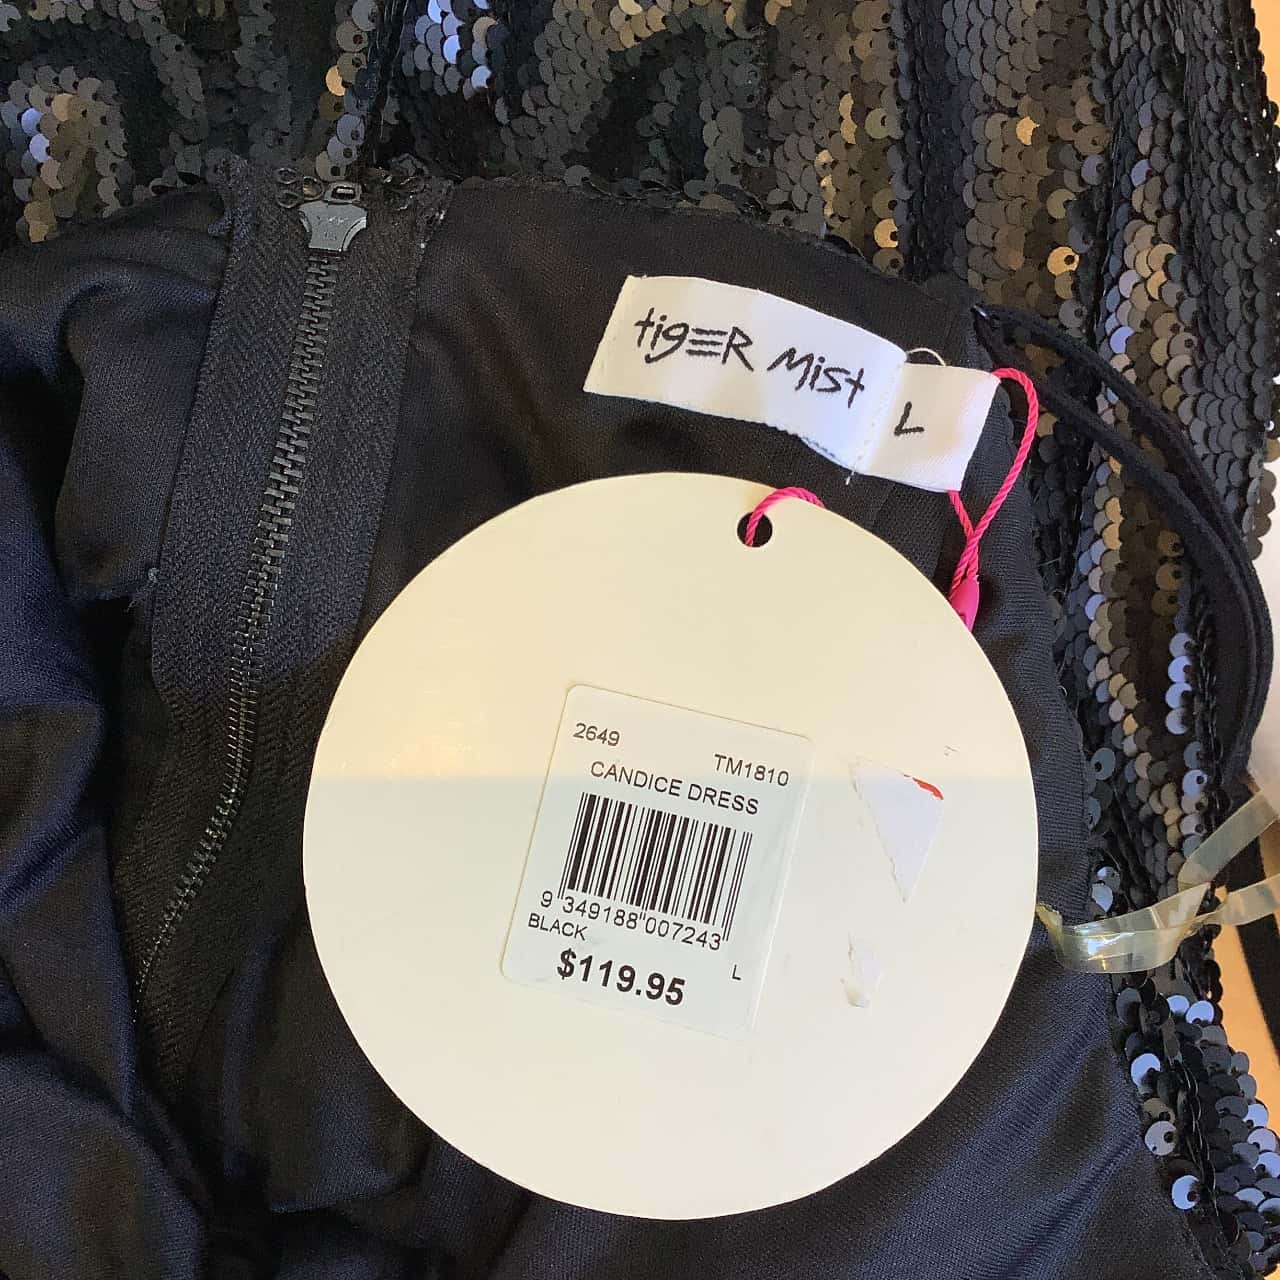 tigER Mist
L
2649
TM1810
CANDICE DRESS
9 349188 007243
BLACK
L
$119.95